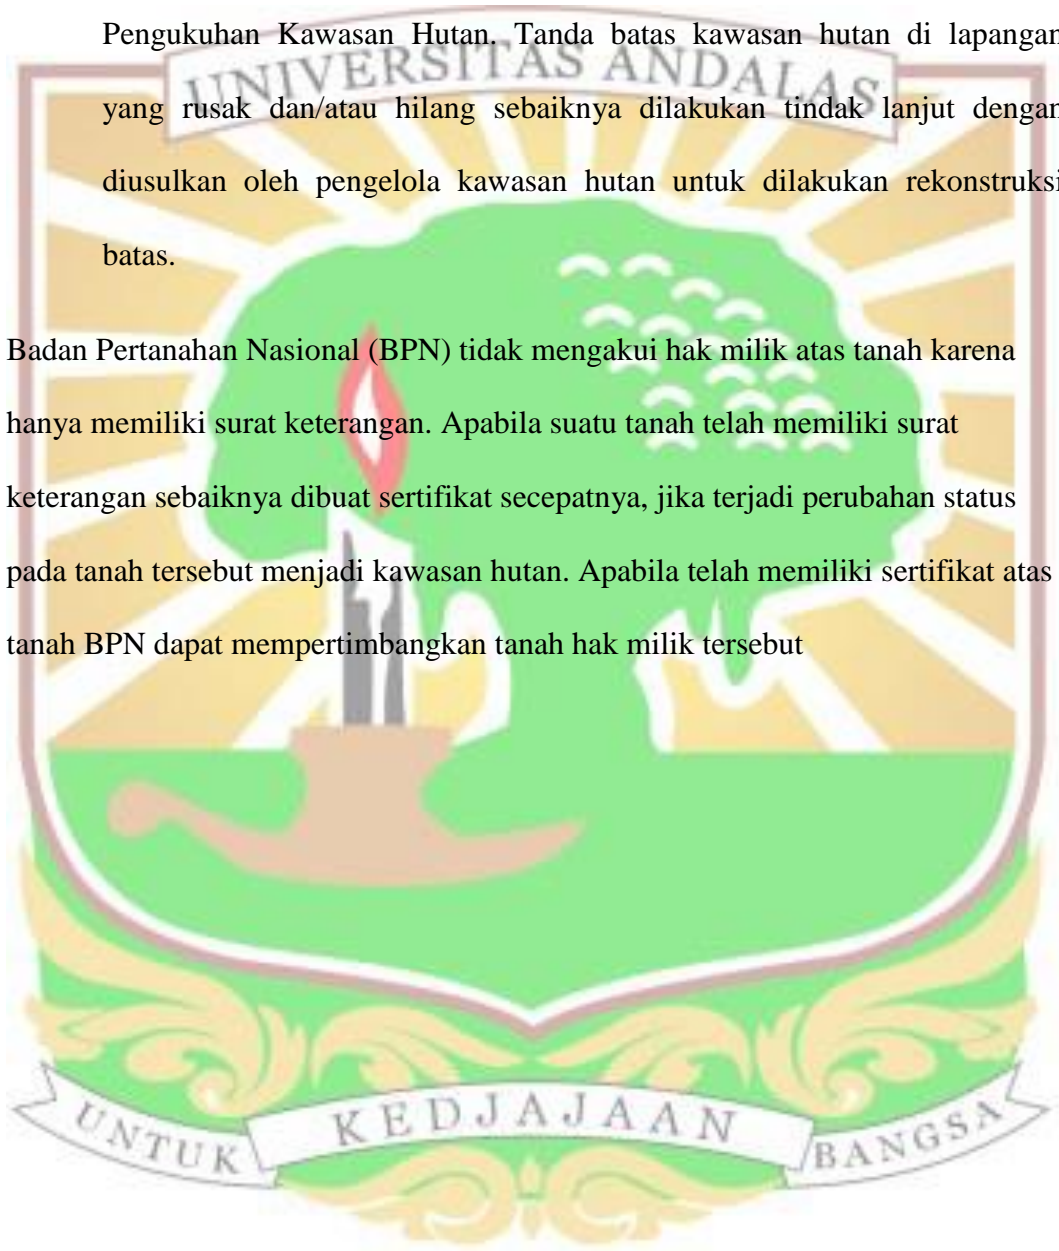 Pengukuhan Kawasan Hutan. Tanda batas kawasan hutan di lapangan
UNIVERSITAS ANDALAS
yang rusak dan/atau hilang sebaiknya dilakukan tindak lanjut dengan
diusulkan oleh pengelola kawasan hutan untuk dilakukan rekonstruksi
batas.
Badan Pertanahan Nasional (BPN) tidak mengakui hak milik atas tanah karena
hanya memiliki surat keterangan. Apabila suatu tanah telah memiliki surat
keterangan sebaiknya dibuat sertifikat secepatnya, jika terjadi perubahan status
pada tanah tersebut menjadi kawasan hutan. Apabila telah memiliki sertifikat atas
tanah BPN dapat mempertimbangkan tanah hak milik tersebut
UNTUK KEDJAJAAN BANGSA